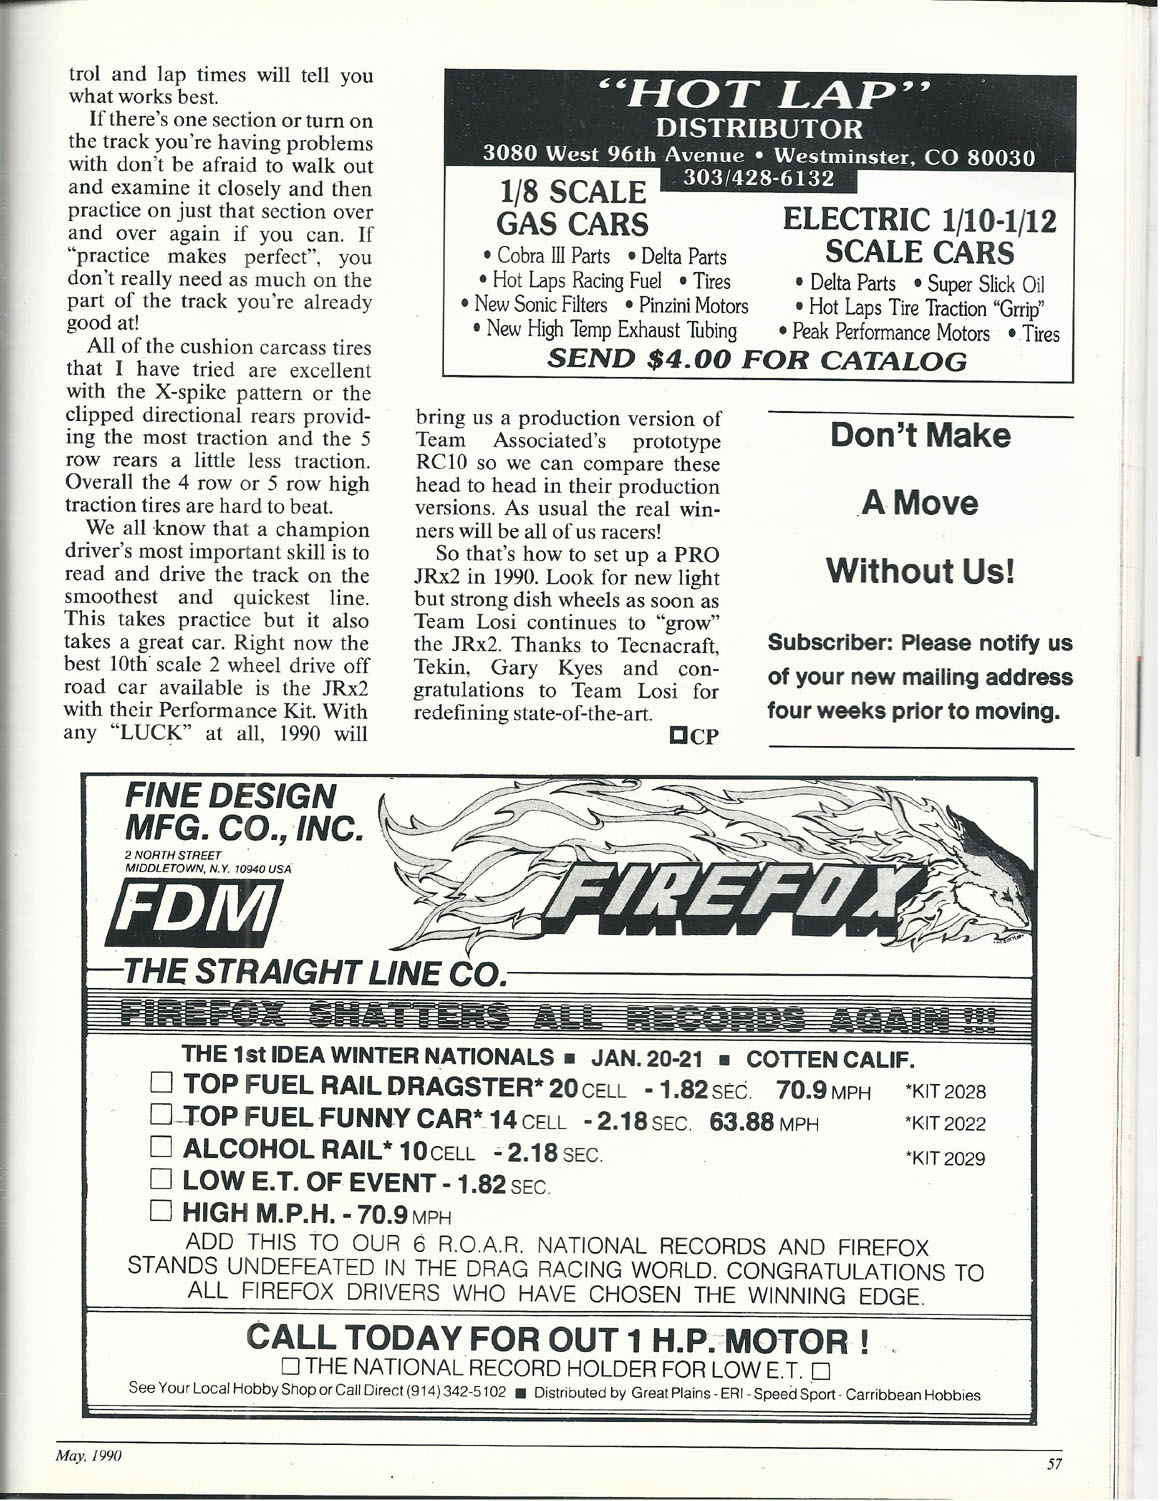 trol and lap times will tell you
what works best.
If there's one section or turn on
the track you're having problems
with don't be afraid to walk out
and examine it closely and then
practice on just that section over
and over again if you can. If
"practice makes perfect", you
don't really need as much on the
part of the track you're already
good at!
All of the cushion carcass tires
that I have tried are excellent
with the X-spike pattern or the
clipped directional rears provid-
ing the most traction and the 5
row rears a little less traction.
Overall the 4 row or 5 row high
traction tires are hard to beat.
We all know that a champion
driver's most important skill is to
read and drive the track on the
smoothest and quickest line.
This takes practice but it also
takes a great car. Right now the
best 10th scale 2 wheel drive off
road car available is the JRx2
with their Performance Kit. With
any "LUCK" at all, 1990 will
"HOT LAP"
DISTRIBUTOR
3080 West 96th Avenue • Westminster, CO 80030
303/428-6132
1/8 SCALE
GAS CARS
• Cobra III Parts • Delta Parts
• Hot Laps Racing Fuel • Tires
• New Sonic Filters • Pinzini Motors
• New High Temp Exhaust Tubing
ELECTRIC 1/10-1/12
SCALE CARS
• Delta Parts • Super Slick Oil
• Hot Laps Tire Traction "Grrip"
• Peak Performance Motors • Tires
SEND $4.00 FOR CATALOG
bring us a production version of
Team Associated's prototype
RC10 so we can compare these
head to head in their production
versions. As usual the real win-
ners will be all of us racers!
So that's how to set up a PRO
JRx2 in 1990. Look for new light
but strong dish wheels as soon as
Team Losi continues to "grow"
the JRx2. Thanks to Tecnacraft,
Tekin, Gary Kyes and con-
gratulations to Team Losi for
redefining state-of-the-art.
□CP
Don't Make
A Move
Without Us!
Subscriber: Please notify us
of your new mailing address
four weeks prior to moving.
FINE DESIGN
MFG. CO., INC.
2 NORTH STREET
MIDDLETOWN, N.Y. 10940 USA
FDM
FIREFOX
THE STRAIGHT LINE CO.
FIREFOX SHATTERS ALL RECORDS AGAIN !!!
THE 1st IDEA WINTER NATIONALS ■ JAN. 20-21 ■ COTTEN CALIF.
□ TOP FUEL RAIL DRAGSTER* 20 CELL - 1.82 SEC. 70.9 MPH *KIT 2028
□ TOP FUEL FUNNY CAR* 14 CELL - 2.18 SEC. 63.88 MPH *KIT 2022
□ ALCOHOL RAIL* 10 CELL - 2.18 SEC. *KIT 2029
□ LOW E.T. OF EVENT - 1.82 SEC.
□ HIGH M.P.H. - 70.9 MPH
ADD THIS TO OUR 6 R.O.A.R. NATIONAL RECORDS AND FIREFOX
STANDS UNDEFEATED IN THE DRAG RACING WORLD. CONGRATULATIONS TO
ALL FIREFOX DRIVERS WHO HAVE CHOSEN THE WINNING EDGE.
CALL TODAY FOR OUT 1 H.P. MOTOR !
□ THE NATIONAL RECORD HOLDER FOR LOW E.T. □
See Your Local Hobby Shop or Call Direct (914) 342-5102 ■ Distributed by Great Plains - ERI - Speed Sport - Carribbean Hobbies
May, 1990
57